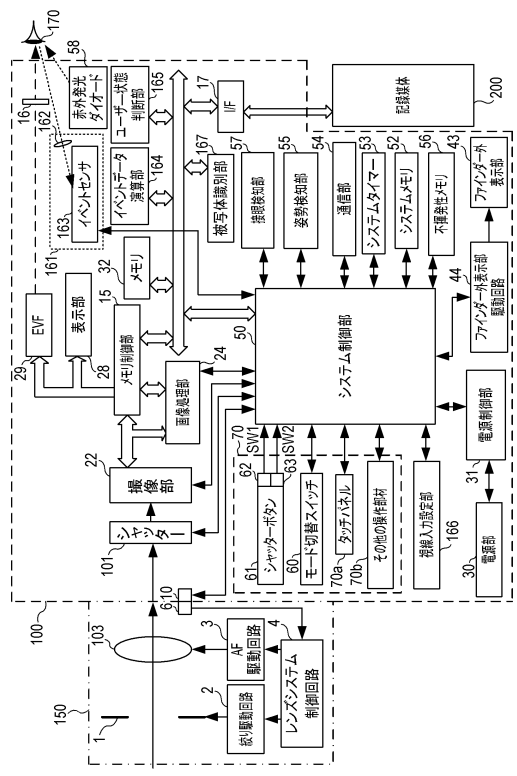 150
1
103
100
絞り駆動回路
2
AF
駆動回路
3
レンズシステム
制御回路
4
6
10
シャッター
101
撮像部
22
EVF
29
表示部
28
メモリ制御部
15
メモリ
32
画像処理部
24
16
162
イベントセンサ
163
161
赤外発光
ダイオード
58
170
イベントデータ
演算部
164
ユーザー状態
判断部
165
I/F
17
記録媒体
200
被写体識別部
167
接眼検知部
57
姿勢検知部
55
通信部
54
システムタイマー
53
システムメモリ
52
不揮発性メモリ
56
ファインダー外
表示部
43
ファインダー外表示部
駆動回路
44
システム制御部
50
SW1
SW2
70
シャッターボタン
61
62
63
モード切替スイッチ
60
タッチパネル
70a
その他の操作部材
70b
視線入力設定部
166
電源制御部
31
電源部
30